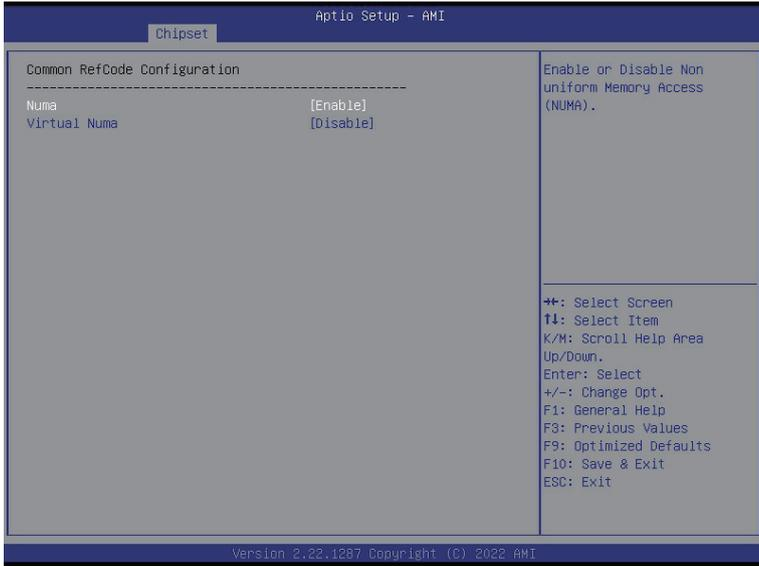 Aptio Setup – AMI
Chipset
Common RefCode Configuration
--------------------------------------------------
Numa [Enable]
Virtual Numa [Disable]
Enable or Disable Non
uniform Memory Access
(NUMA).
→←: Select Screen
↑↓: Select Item
K/M: Scroll Help Area
Up/Down.
Enter: Select
+/-: Change Opt.
F1: General Help
F3: Previous Values
F9: Optimized Defaults
F10: Save & Exit
ESC: Exit
Version 2.22.1287 Copyright (C) 2022 AMI